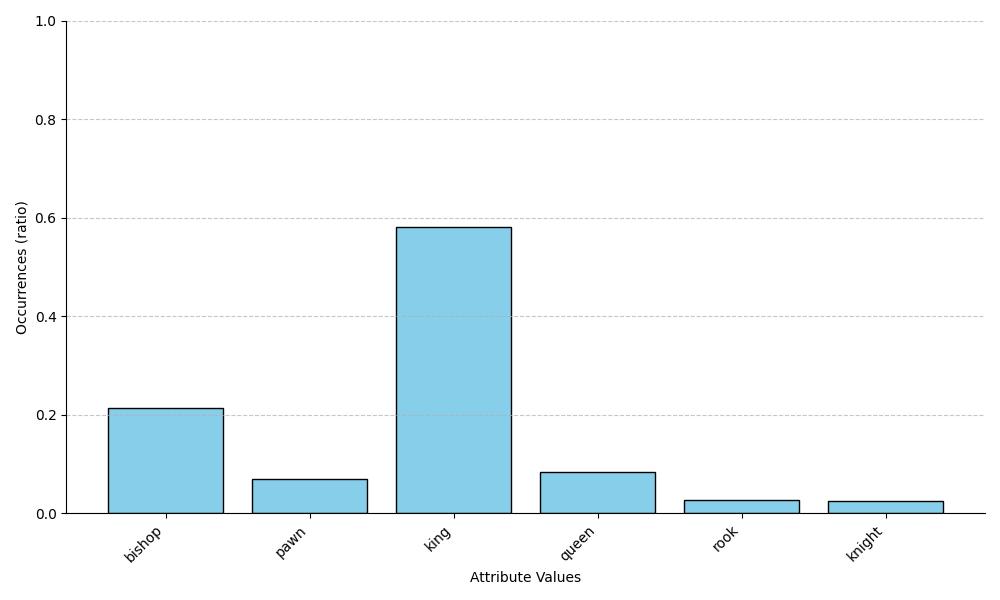 1.0
0.8
0.6
0.4
0.2
0.0
Occurrences (ratio)
bishop
pawn
king
queen
rook
knight
Attribute Values